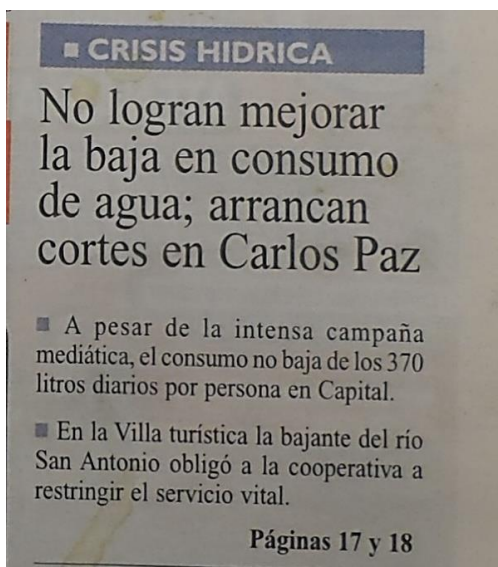 CRISIS HIDRICA
No logran mejorar
la baja en consumo
de agua; arrancan
cortes en Carlos Paz
A pesar de la intensa campaña
mediática, el consumo no baja de los 370
litros diarios por persona en Capital.
En la Villa turística la bajante del río
San Antonio obligó a la cooperativa a
restringir el servicio vital.
Páginas 17 y 18